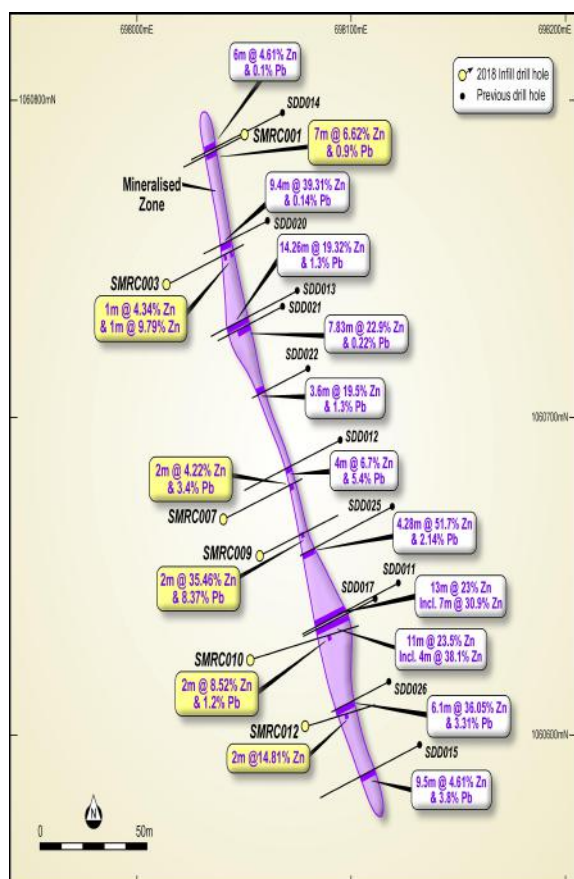 698000mE
698100mE
698200mE
1060800mN
6m @ 4.61% Zn
& 0.1% Pb
SDD014
2018 Infill drill hole
Previous drill hole
SMRC001
7m @ 6.62% Zn
& 0.9% Pb
Mineralised
Zone
9.4m @ 39.31% Zn
& 0.14% Pb
SDD020
14.26m @ 19.32% Zn
& 1.3% Pb
SMRC003
1m @ 4.34% Zn
& 1m @ 9.79% Zn
SDD013
SDD021
7.83m @ 22.9% Zn
& 0.22% Pb
SDD022
3.6m @ 19.5% Zn
& 1.3% Pb
1060700mN
SDD012
2m @ 4.22% Zn
& 3.4% Pb
4m @ 6.7% Zn
& 5.4% Pb
SMRC007
SDD025
4.28m @ 51.7% Zn
& 2.14% Pb
SMRC009
2m @ 35.46% Zn
& 8.37% Pb
SDD011
SDD017
13m @ 23% Zn
Incl. 7m @ 30.9% Zn
11m @ 23.5% Zn
Incl. 4m @ 38.1% Zn
SMRC010
2m @ 8.52% Zn
& 1.2% Pb
SDD026
6.1m @ 36.05% Zn
& 3.31% Pb
SMRC012
2m @14.81% Zn
1060600mN
SDD015
9.5m @ 4.61% Zn
& 3.8% Pb
N
0
50m